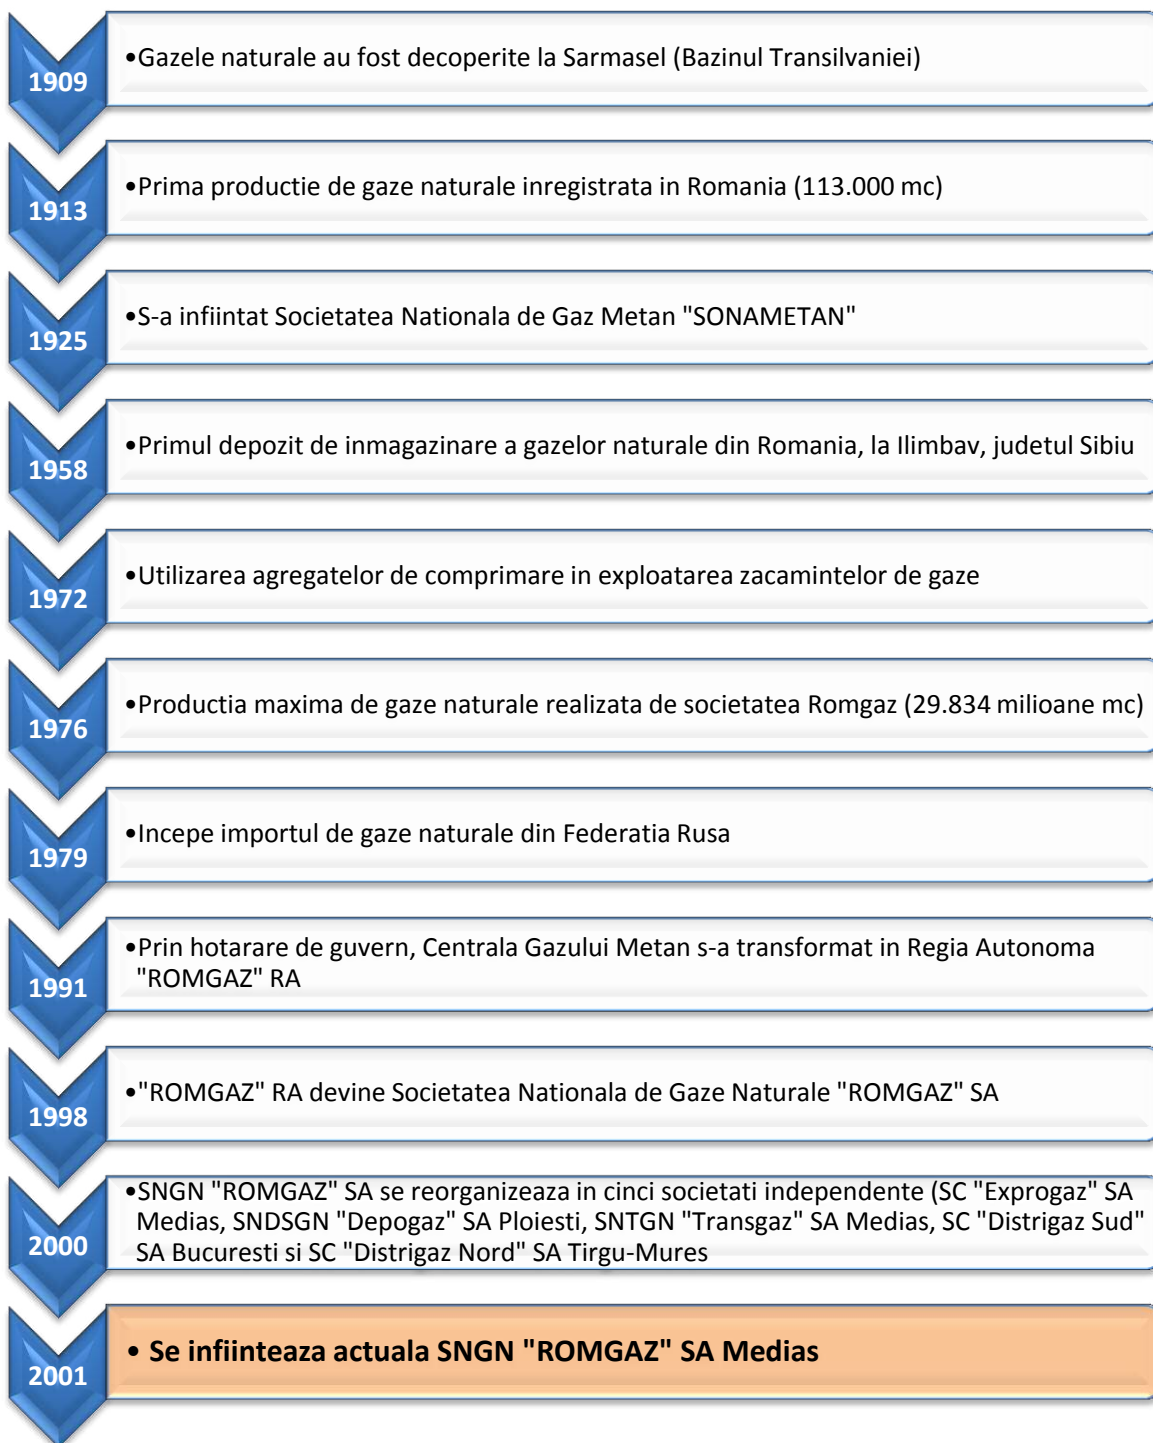 1909
•Gazele naturale au fost decoperite la Sarmasel (Bazinul Transilvaniei)
1913
•Prima productie de gaze naturale inregistrata in Romania (113.000 mc)
1925
•S-a infiintat Societatea Nationala de Gaz Metan "SONAMETAN"
1958
•Primul depozit de inmagazinare a gazelor naturale din Romania, la Ilimbav, judetul Sibiu
1972
•Utilizarea agregatelor de comprimare in exploatarea zacamintelor de gaze
1976
•Productia maxima de gaze naturale realizata de societatea Romgaz (29.834 milioane mc)
1979
•Incepe importul de gaze naturale din Federatia Rusa
1991
•Prin hotarare de guvern, Centrala Gazului Metan s-a transformat in Regia Autonoma
"ROMGAZ" RA
1998
•"ROMGAZ" RA devine Societatea Nationala de Gaze Naturale "ROMGAZ" SA
2000
•SNGN "ROMGAZ" SA se reorganizeaza in cinci societati independente (SC "Exprogaz" SA
Medias, SNDSGN "Depogaz" SA Ploiesti, SNTGN "Transgaz" SA Medias, SC "Distrigaz Sud"
SA Bucuresti si SC "Distrigaz Nord" SA Tirgu-Mures
2001
• Se infiinteaza actuala SNGN "ROMGAZ" SA Medias